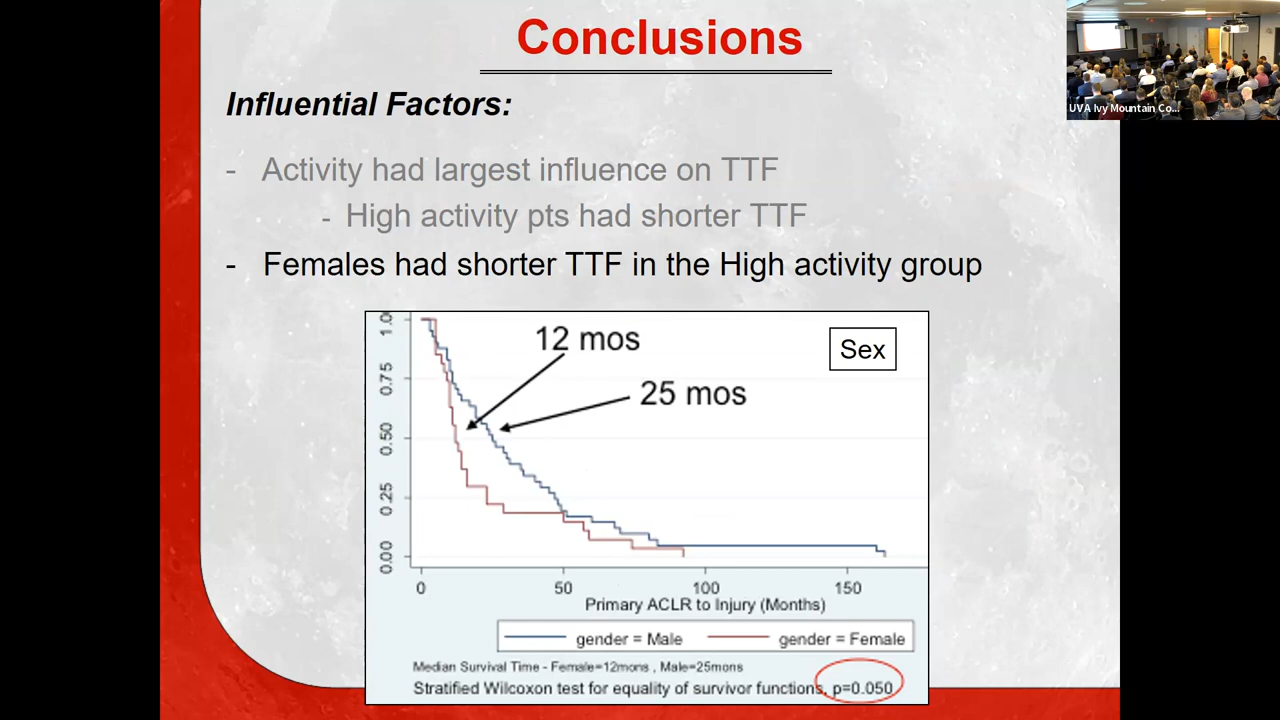 Conclusions
UVA Ivy Mountain Co...
Influential Factors:
- Activity had largest influence on TTF
- High activity pts had shorter TTF
- Females had shorter TTF in the High activity group
12 mos
Sex
25 mos
1.0
0.75
0.50
0.25
0.00
0 50 100 150
Primary ACLR to Injury (Months)
gender = Male gender = Female
Median Survival Time - Female=12mons , Male=25mons
Stratified Wilcoxon test for equality of survivor functions, p=0.050